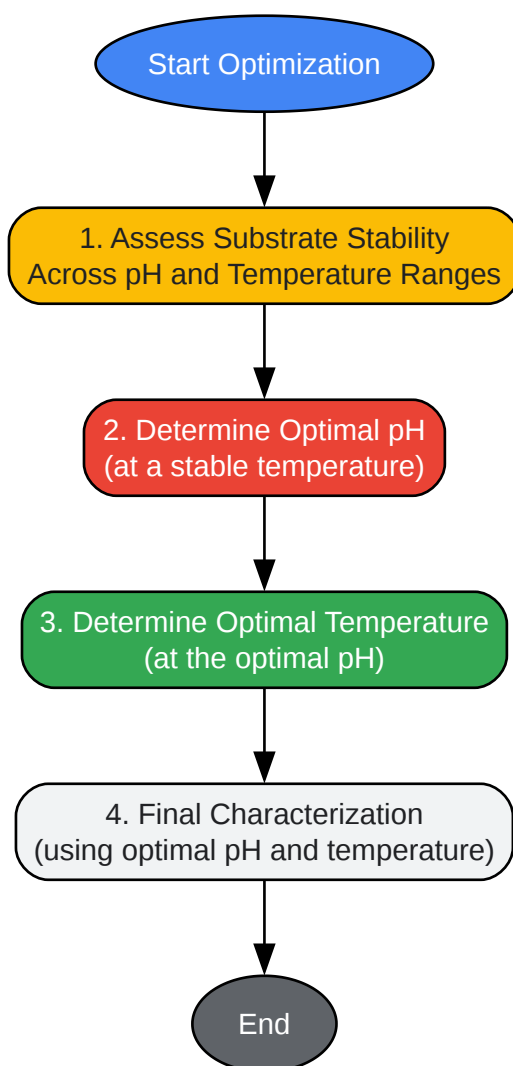 Start Optimization
1. Assess Substrate Stability
Across pH and Temperature Ranges
2. Determine Optimal pH
(at a stable temperature)
3. Determine Optimal Temperature
(at the optimal pH)
4. Final Characterization
(using optimal pH and temperature)
End